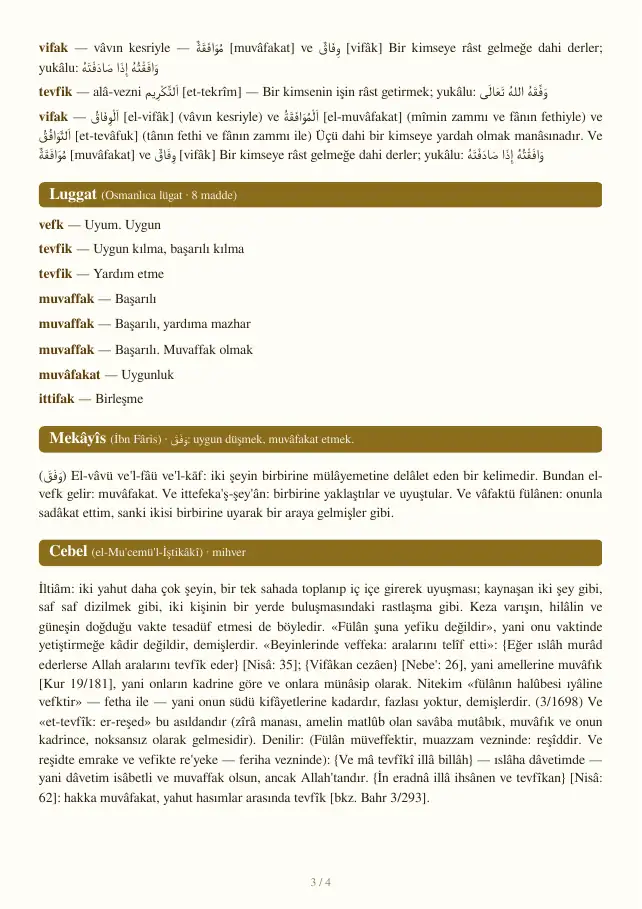 vifak — vâvın kesriyle — مُوَافَقَةٌ [muvâfakat] ve وِفَاقٌ [vifâk] Bir kimseye râst gelmeğe dahi derler;
yukâlu: وَافَقْتُهُ إِذَا صَادَفْتَهُ
tevfik — alâ-vezni اَلتَّكْرِيم [et-tekrîm] — Bir kimsenin işin râst getirmek; yukâlu: وَفَّقَهُ اللهُ تَعَالَى
vifak — اَلْوِفَاقُ [el-vifâk] (vâvın kesriyle) ve اَلْمُوَافَقَةُ [el-muvâfakat] (mîmin zammı ve fânın fethiyle) ve
اَلتَّوَافُقُ [et-tevâfuk] (tânın fethi ve fânın zammı ile) Üçü dahi bir kimseye yardah olmak manâsınadır. Ve
مُوَافَقَةٌ [muvâfakat] ve وِفَاقٌ [vifâk] Bir kimseye râst gelmeğe dahi derler; yukâlu: وَافَقْتُهُ إِذَا صَادَفْتَهُ
Luggat (Osmanlıca lügat · 8 madde)
vefk — Uyum. Uygun
tevfik — Uygun kılma, başarılı kılma
tevfik — Yardım etme
muvaffak — Başarılı
muvaffak — Başarılı, yardıma mazhar
muvaffak — Başarılı. Muvaffak olmak
muvâfakat — Uygunluk
ittifak — Birleşme
Mekâyîs (İbn Fâris) · وَفَقَ: uygun düşmek, muvâfakat etmek.
(وَفَقَ) El-vâvü ve'l-fâü ve'l-kâf: iki şeyin birbirine mülâyemetine delâlet eden bir kelimedir. Bundan el-
vefk gelir: muvâfakat. Ve ittefeka'ş-şey'ân: birbirine yaklaştılar ve uyuştular. Ve vâfaktü fülânen: onunla
sadâkat ettim, sanki ikisi birbirine uyarak bir araya gelmişler gibi.
Cebel (el-Mu'cemü'l-İştikâkî) · mihver
İltiâm: iki yahut daha çok şeyin, bir tek sahada toplanıp iç içe girerek uyuşması; kaynaşan iki şey gibi,
saf saf dizilmek gibi, iki kişinin bir yerde buluşmasındaki rastlaşma gibi. Keza varışın, hilâlin ve
güneşin doğduğu vakte tesadüf etmesi de böyledir. «Fülân şuna yefiku değildir», yani onu vaktinde
yetiştirmeğe kâdir değildir, demişlerdir. «Beyinlerinde veffeka: aralarını telîf etti»: {Eğer ıslâh murâd
ederlerse Allah aralarını tevfîk eder} [Nisâ: 35]; {Vifâkan cezâen} [Nebe': 26], yani amellerine muvâfık
[Kur 19/181], yani onların kadrine göre ve onlara münâsip olarak. Nitekim «fülânın halûbesi ıyâline
vefktir» — fetha ile — yani onun südü kifâyetlerine kadardır, fazlası yoktur, demişlerdir. (3/1698) Ve
«et-tevfîk: er-reşed» bu asıldandır (zîrâ manası, amelin matlûb olan savâba mutâbık, muvâfık ve onun
kadrince, noksansız olarak gelmesidir). Denilir: (Fülân müveffektir, muazzam vezninde: reşîddir. Ve
reşidte emrake ve vefikte re'yeke — feriha vezninde): {Ve mâ tevfîkî illâ billâh} — ıslâha dâvetimde —
yani dâvetim isâbetli ve muvaffak olsun, ancak Allah'tandır. {İn eradnâ illâ ihsânen ve tevfîkan} [Nisâ:
62]: hakka muvâfakat, yahut hasımlar arasında tevfîk [bkz. Bahr 3/293].
3 / 4